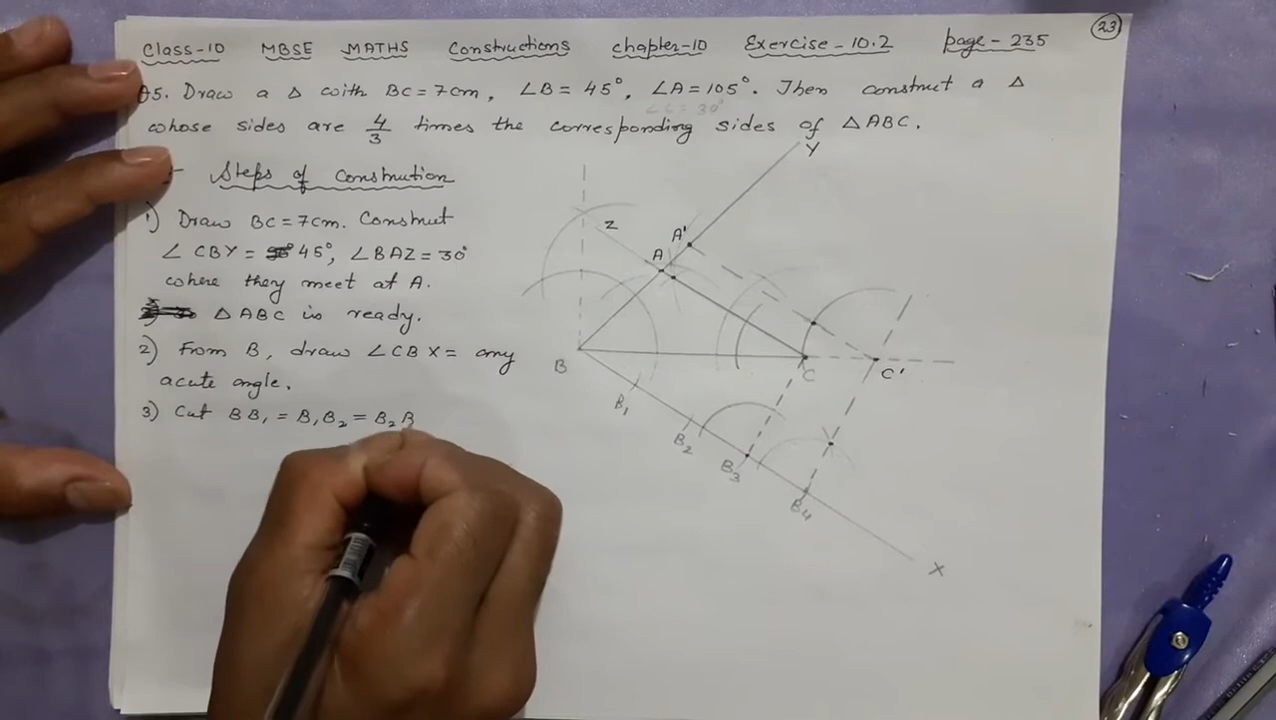 23
Class-10 MBSE MATHS Constructions chapter-10 Exercise-10.2 page-235
Q5. Draw a Δ with BC=7cm, ∠B=45°, ∠A=105°. Then construct a Δ
∠C=30°
whose sides are 4/3 times the corresponding sides of ΔABC.
:- Steps of Constrution
1) Draw BC=7cm. Construt
∠CBY= 45°, ∠BAZ=30°
where they meet at A.
ΔABC is ready.
2) From B, draw ∠CBX= any
acute angle.
3) Cut BB₁ = B₁B₂ = B₂B
Y
Z
A'
A
B
C
C'
B₁
B₂
B₃
B₄
X